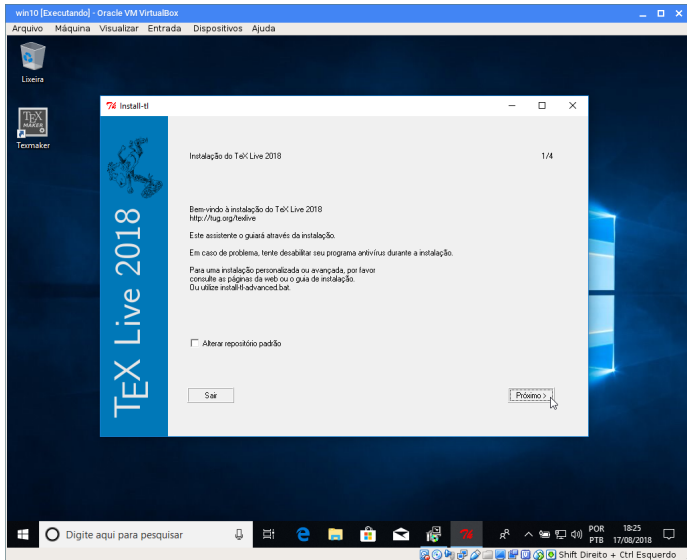 win10 [Executando] - Oracle VM VirtualBox
Arquivo Máquina Visualizar Entrada Dispositivos Ajuda
Lixeira
TEX
MAKER
Texmaker
Install-tl
TEX Live 2018
Instalação do TeX Live 2018
1/4
Bem-vindo à instalação do TeX Live 2018
http://tug.org/texlive
Este assistente o guiará através da instalação.
Em caso de problema, tente desabilitar seu programa antivírus durante a instalação.
Para uma instalação personalizada ou avançada, por favor
consulte as páginas da web ou o guia de instalação.
Ou utilize install-tl-advanced.bat.
Alterar repositório padrão
Sair
Próximo >
Digite aqui para pesquisar
POR
PTB
18:25
17/08/2018
Shift Direito + Ctrl Esquerdo